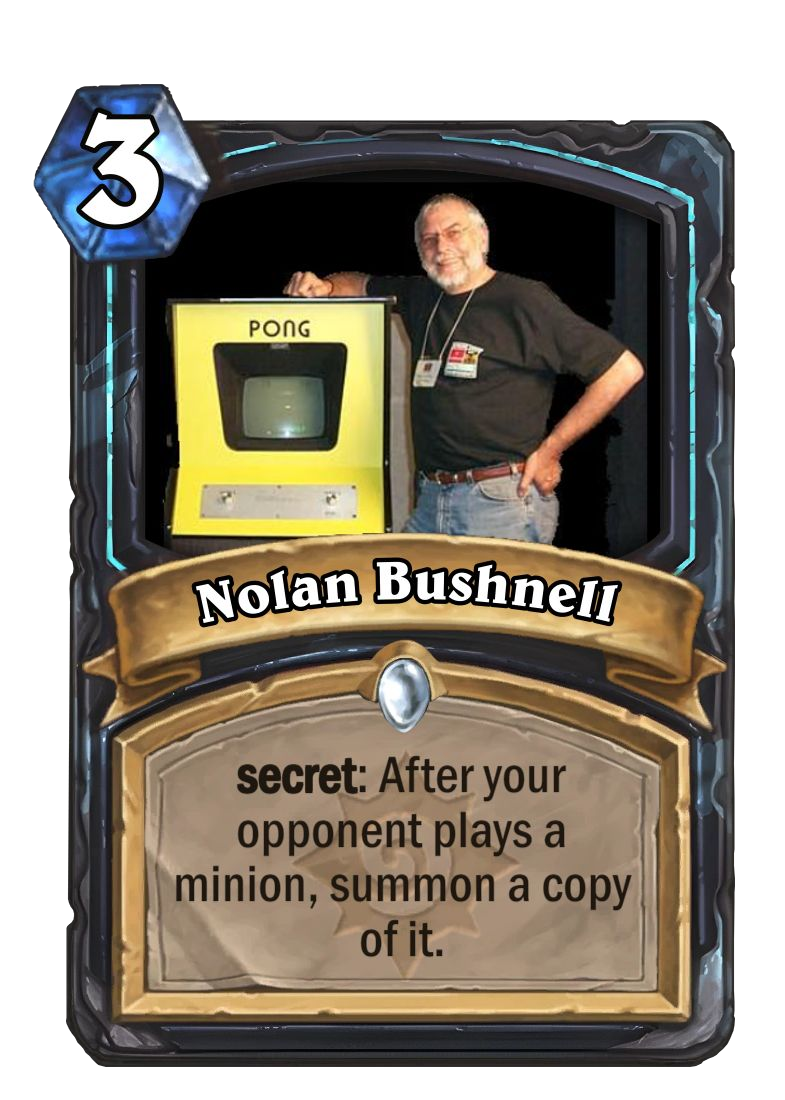 3
PONG
Nolan Bushnell
secret: After your
opponent plays a
minion, summon a copy
of it.